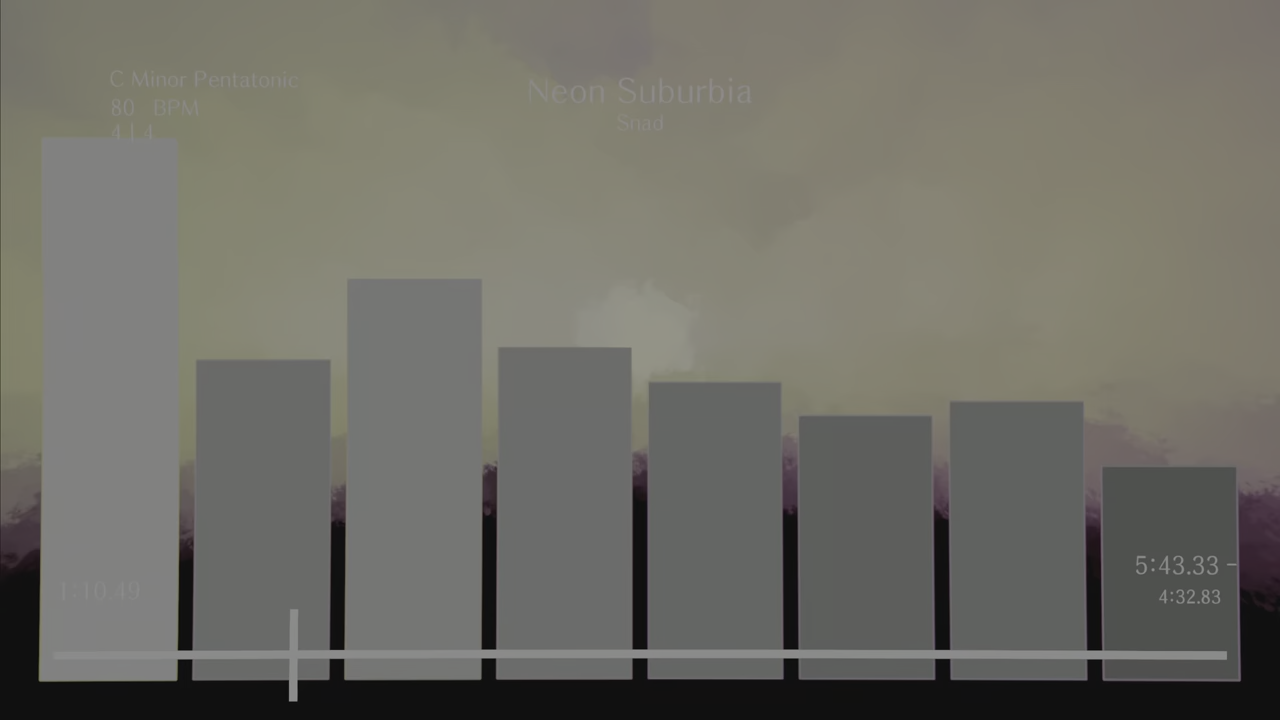 C Minor Pentatonic
80 BPM
4 | 4
Neon Suburbia
Snad
1:10.49
5:43.33 -
4:32.83